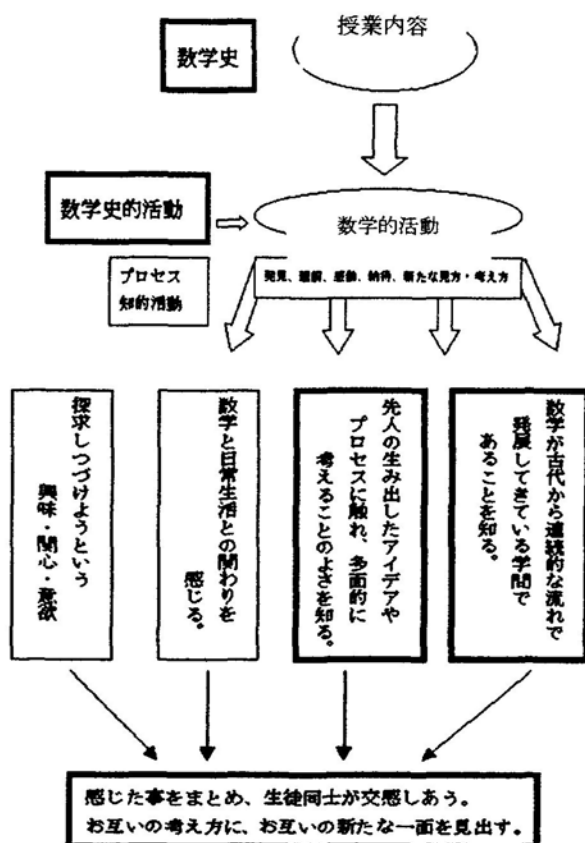 授業内容
数学史
数学史的活動
数学的活動
プロセス
知的活動
発見、理解、感動、納得、新たな見方・考え方
数学が古代から連続的な流れで
発展してきている学問で
あることを知る。
先人の生み出したアイデアや
プロセスに触れ、多面的に
考えることのよさを知る。
数学と日常生活との関わりを
感じる。
探求しつづけようという
興味・関心・意欲
感じた事をまとめ、生徒同士が交感しあう。
お互いの考え方に、お互いの新たな一面を見出す。